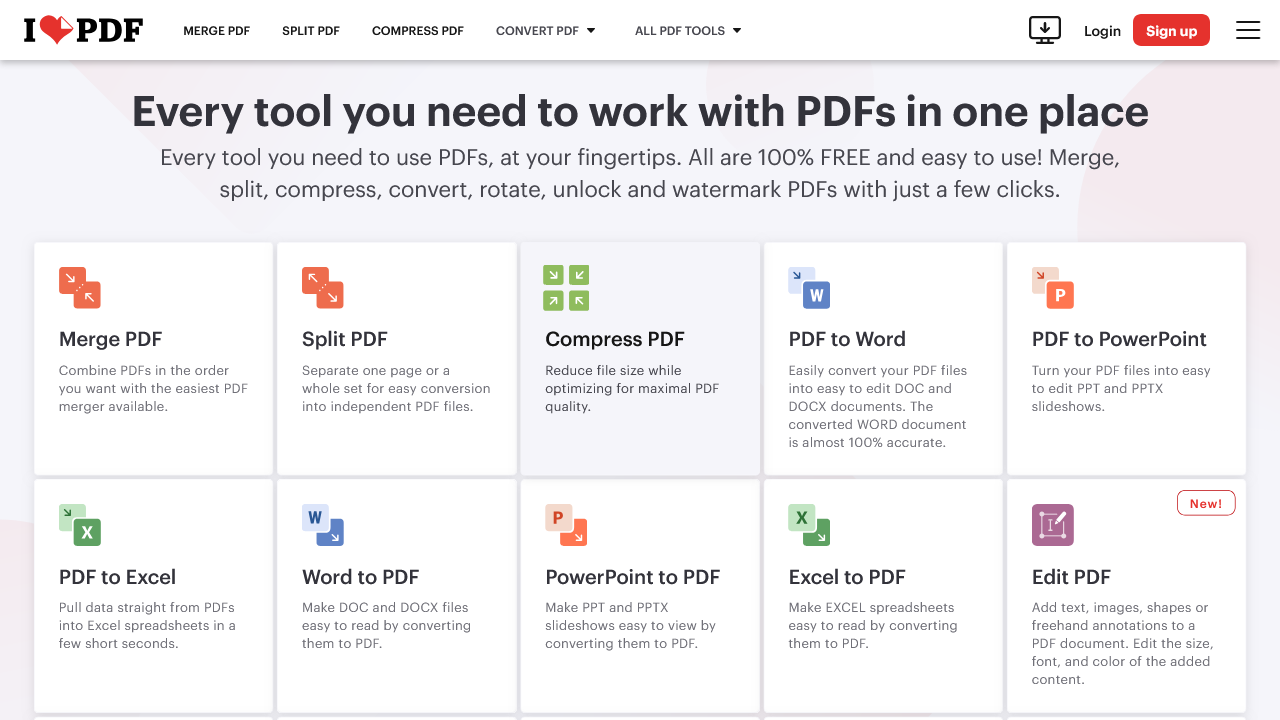 I PDF
MERGE PDF
SPLIT PDF
COMPRESS PDF
CONVERT PDF
ALL PDF TOOLS
Login
Sign up
Every tool you need to work with PDFs in one place
Every tool you need to use PDFs, at your fingertips. All are 100% FREE and easy to use! Merge,
split, compress, convert, rotate, unlock and watermark PDFs with just a few clicks.
Merge PDF
Combine PDFs in the order
you want with the easiest PDF
merger available.
Split PDF
Separate one page or a
whole set for easy conversion
into independent PDF files.
Compress PDF
Reduce file size while
optimizing for maximal PDF
quality.
W
PDF to Word
Easily convert your PDF files
into easy to edit DOC and
DOCX documents. The
converted WORD document
is almost 100% accurate.
P
PDF to PowerPoint
Turn your PDF files into easy
to edit PPT and PPTX
slideshows.
X
PDF to Excel
Pull data straight from PDFs
into Excel spreadsheets in a
few short seconds.
W
Word to PDF
Make DOC and DOCX files
easy to read by converting
them to PDF.
P
PowerPoint to PDF
Make PPT and PPTX
slideshows easy to view by
converting them to PDF.
X
Excel to PDF
Make EXCEL spreadsheets
easy to read by converting
them to PDF.
New!
Edit PDF
Add text, images, shapes or
freehand annotations to a
PDF document. Edit the size,
font, and color of the added
content.